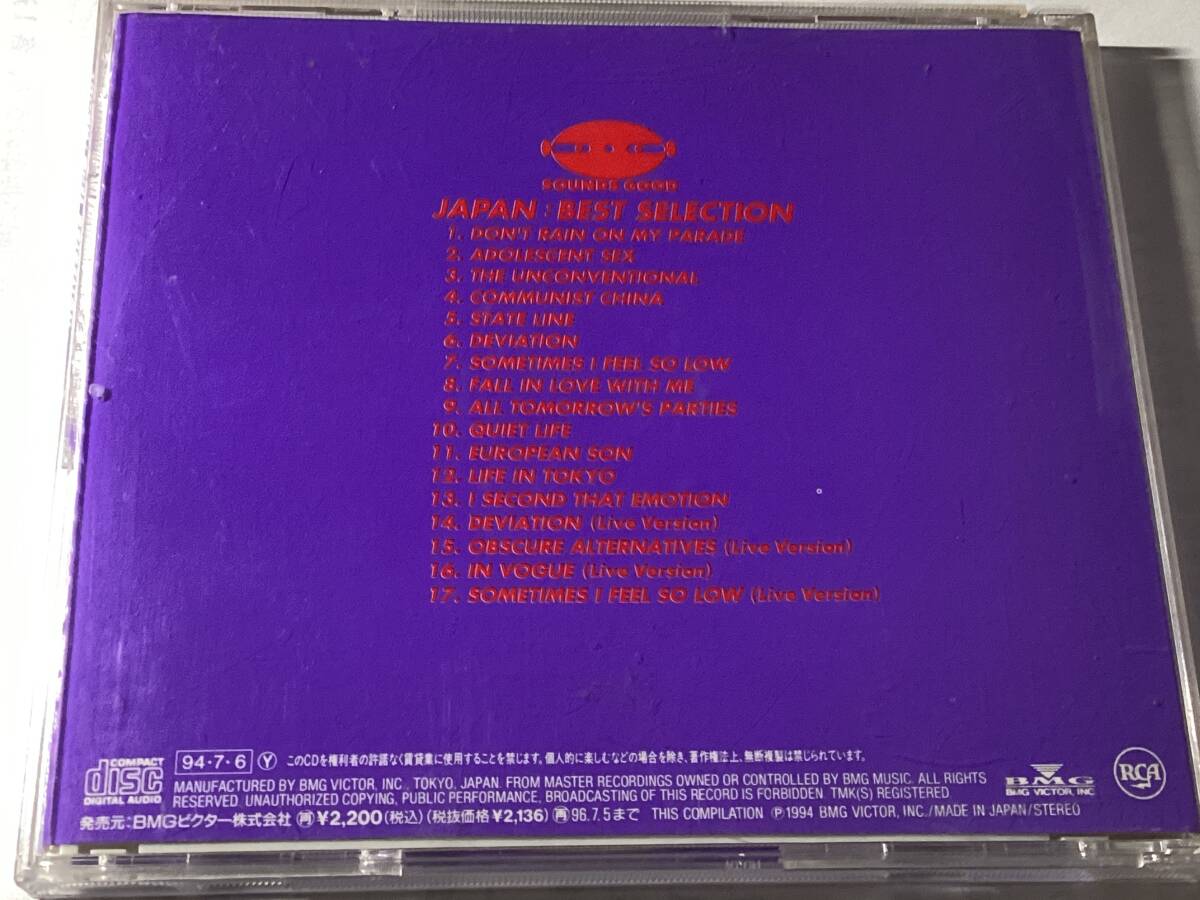 SOUNDS GOOD
JAPAN : BEST SELECTION
1. DON'T RAIN ON MY PARADE
2. ADOLESCENT SEX
3. THE UNCONVENTIONAL
4. COMMUNIST CHINA
5. STATE LINE
6. DEVIATION
7. SOMETIMES I FEEL SO LOW
8. FALL IN LOVE WITH ME
9. ALL TOMORROW'S PARTIES
10. QUIET LIFE
11. EUROPEAN SON
12. LIFE IN TOKYO
13. I SECOND THAT EMOTION
14. DEVIATION (Live Version)
15. OBSCURE ALTERNATIVES (Live Version)
16. IN VOGUE (Live Version)
17. SOMETIMES I FEEL SO LOW (Live Version)
COMPACT
disc
DIGITAL AUDIO
94・7・6 Ⓨ このCDを権利者の許諾なく賃貸業に使用することを禁じます。個人的に楽しむなどの場合を除き、著作権法上、無断複製は禁じられています。
MANUFACTURED BY BMG VICTOR, INC., TOKYO, JAPAN. FROM MASTER RECORDINGS OWNED OR CONTROLLED BY BMG MUSIC. ALL RIGHTS
RESERVED. UNAUTHORIZED COPYING, PUBLIC PERFORMANCE, BROADCASTING OF THIS RECORD IS FORBIDDEN. TMK(S) REGISTERED
発売元:BMGビクター株式会社 再 ¥2,200(税込)(税抜価格 ¥2,136) 再 96.7.5まで THIS COMPILATION Ⓟ1994 BMG VICTOR, INC./MADE IN JAPAN/STEREO
BMG
BMG VICTOR, INC
RCA